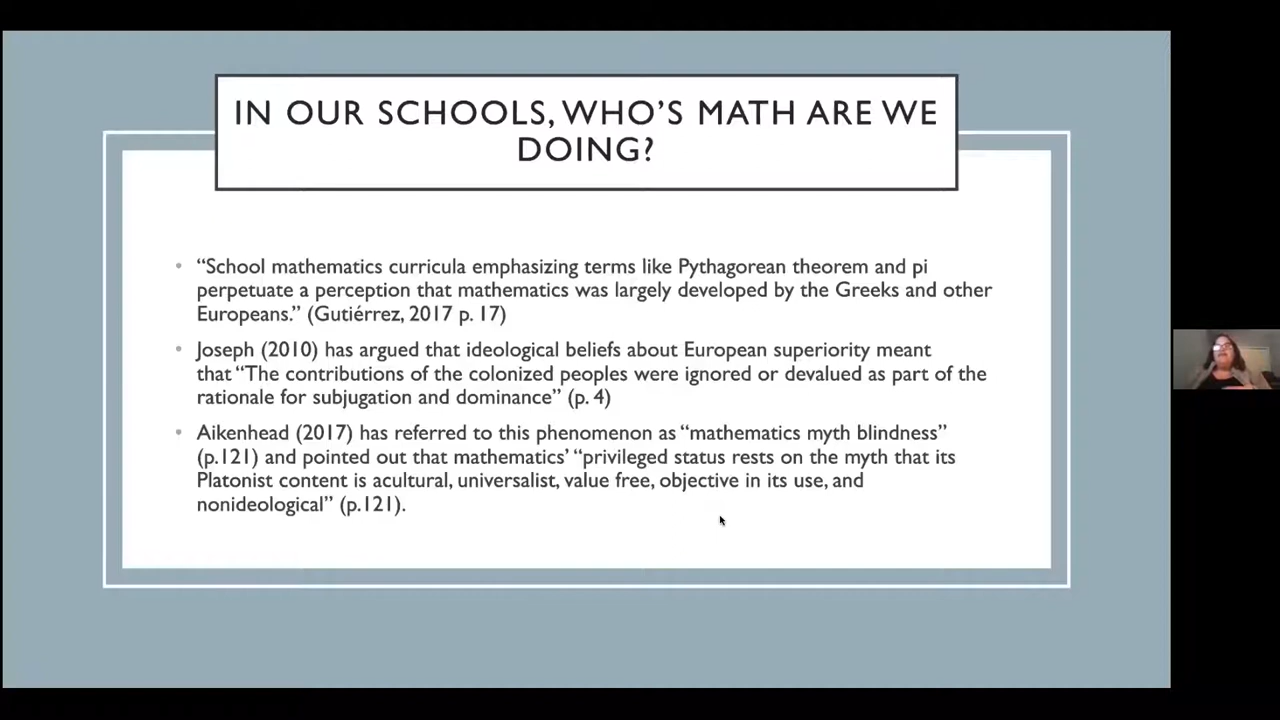 IN OUR SCHOOLS, WHO'S MATH ARE WE
DOING?
• “School mathematics curricula emphasizing terms like Pythagorean theorem and pi
perpetuate a perception that mathematics was largely developed by the Greeks and other
Europeans.” (Gutiérrez, 2017 p. 17)
• Joseph (2010) has argued that ideological beliefs about European superiority meant
that “The contributions of the colonized peoples were ignored or devalued as part of the
rationale for subjugation and dominance” (p. 4)
• Aikenhead (2017) has referred to this phenomenon as “mathematics myth blindness”
(p.121) and pointed out that mathematics’ “privileged status rests on the myth that its
Platonist content is acultural, universalist, value free, objective in its use, and
nonideological” (p.121).